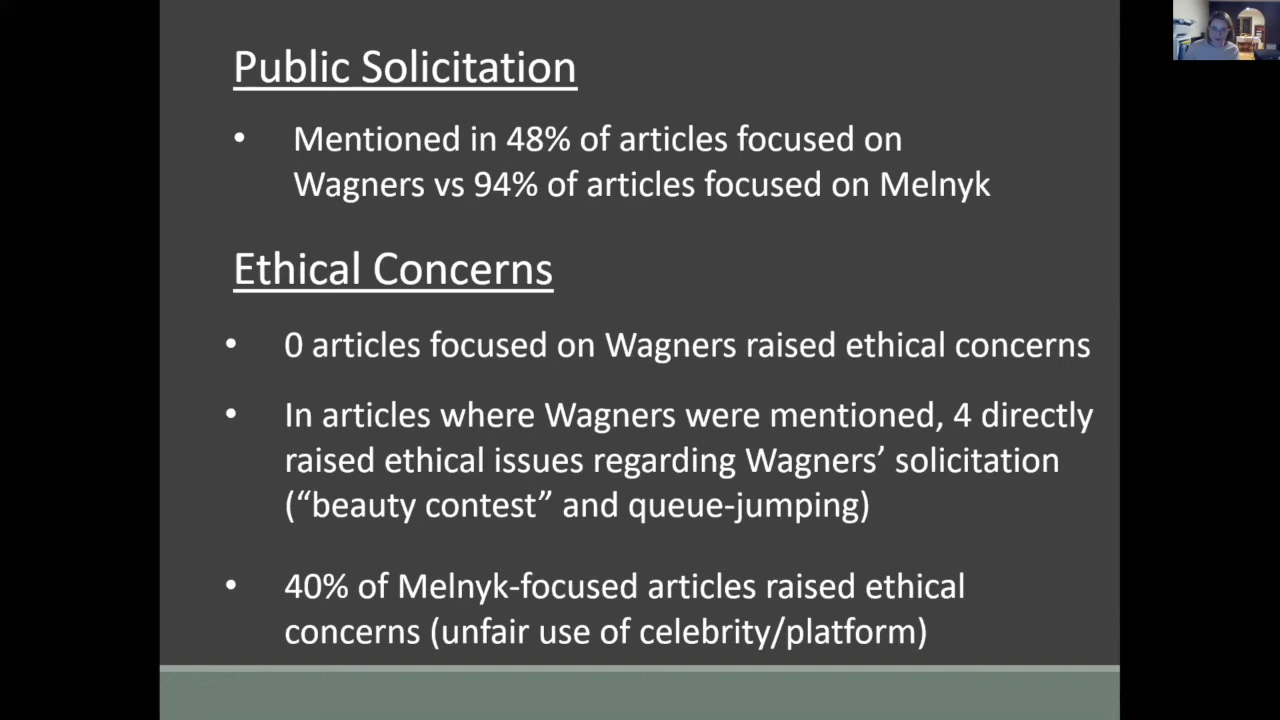 Public Solicitation
• Mentioned in 48% of articles focused on
Wagners vs 94% of articles focused on Melnyk
Ethical Concerns
• 0 articles focused on Wagners raised ethical concerns
• In articles where Wagners were mentioned, 4 directly
raised ethical issues regarding Wagners’ solicitation
(“beauty contest” and queue-jumping)
• 40% of Melnyk-focused articles raised ethical
concerns (unfair use of celebrity/platform)